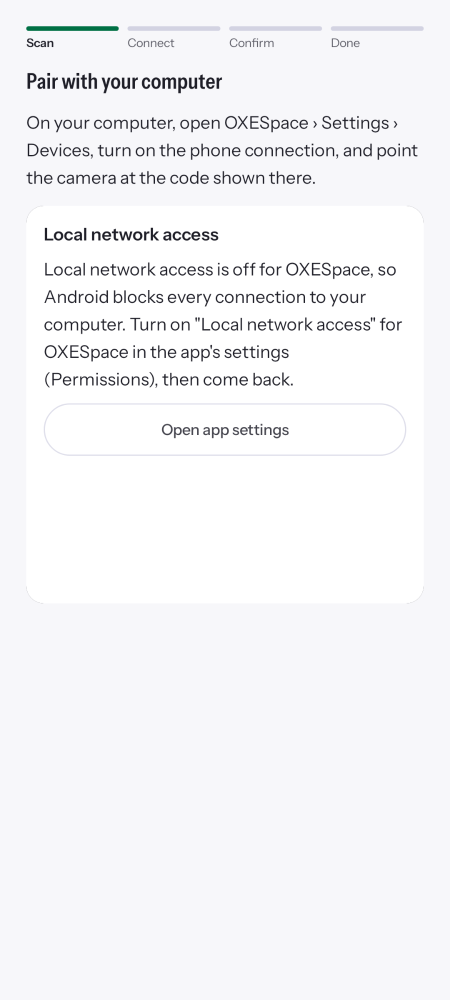 Scan
Connect
Confirm
Done
Pair with your computer
On your computer, open OXESpace › Settings ›
Devices, turn on the phone connection, and point
the camera at the code shown there.
Local network access
Local network access is off for OXESpace, so
Android blocks every connection to your
computer. Turn on "Local network access" for
OXESpace in the app's settings
(Permissions), then come back.
Open app settings